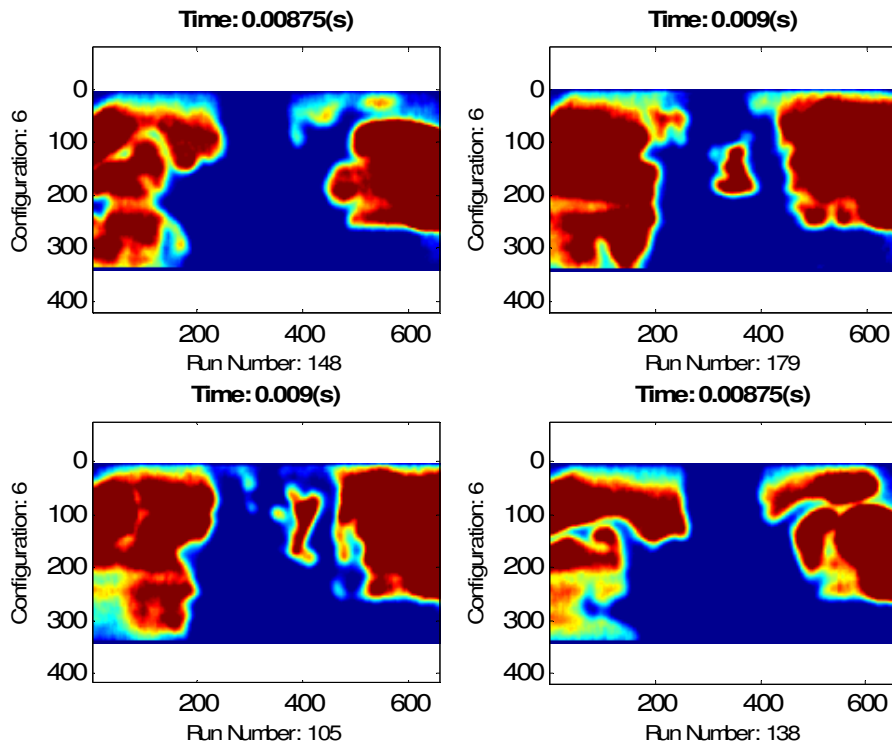 Time: 0.00875(s)
Configuration: 6
0
100
200
300
400
200 400 600
Run Number: 148
Time: 0.009(s)
Configuration: 6
0
100
200
300
400
200 400 600
Run Number: 179
Time: 0.009(s)
Configuration: 6
0
100
200
300
400
200 400 600
Run Number: 105
Time: 0.00875(s)
Configuration: 6
0
100
200
300
400
200 400 600
Run Number: 138